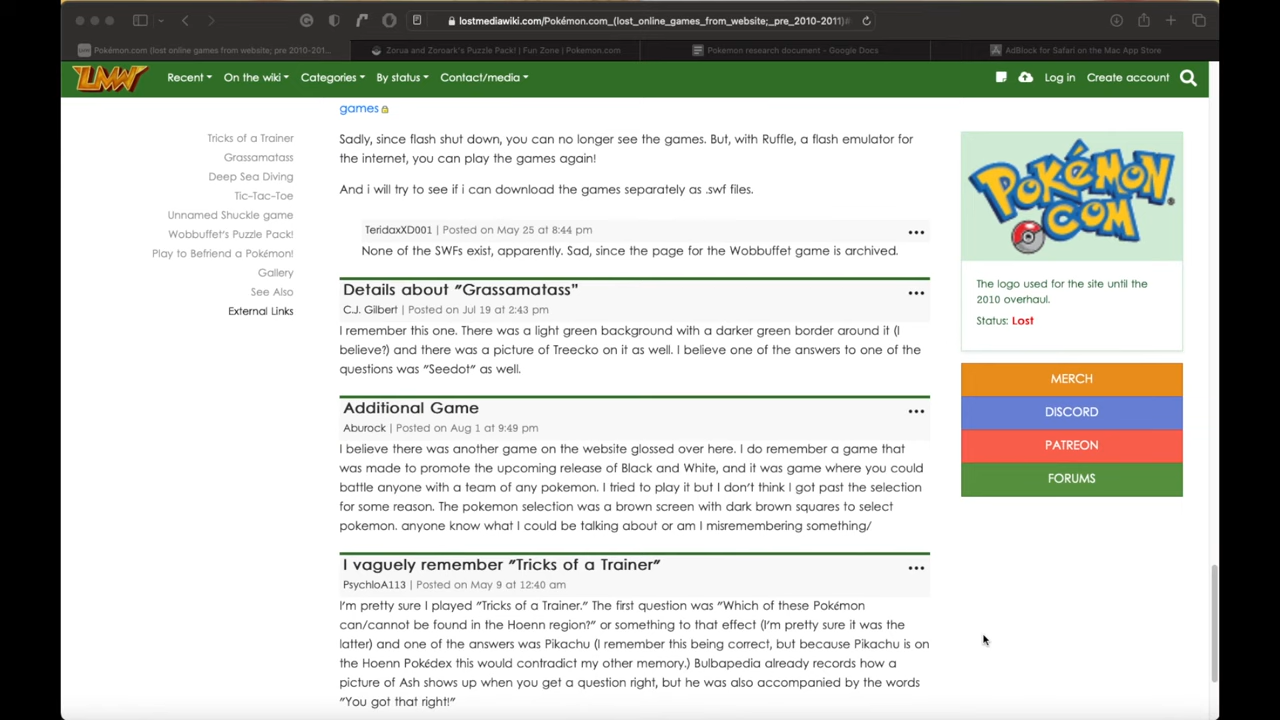 lostmediawiki.com/Pokémon.com_(lost_online_games_from_website;_pre_2010-2011)#
Pokémon.com (lost online games from website; pre 2010-201...
Zorua and Zoroark's Puzzle Pack! | Fun Zone | Pokemon.com
Pokemon research document - Google Docs
AdBlock for Safari on the Mac App Store
LMW
Recent
On the wiki
Categories
By status
Contact/media
Log in
Create account
Tricks of a Trainer
Grassamatass
Deep Sea Diving
Tic-Tac-Toe
Unnamed Shuckle game
Wobbuffet's Puzzle Pack!
Play to Befriend a Pokémon!
Gallery
See Also
External Links
games
Sadly, since flash shut down, you can no longer see the games. But, with Ruffle, a flash emulator for
the internet, you can play the games again!
And i will try to see if i can download the games separately as .swf files.
TeridaxXD001 | Posted on May 25 at 8:44 pm
...
None of the SWFs exist, apparently. Sad, since the page for the Wobbuffet game is archived.
Details about "Grassamatass"
...
C.J. Gilbert | Posted on Jul 19 at 2:43 pm
I remember this one. There was a light green background with a darker green border around it (I
believe?) and there was a picture of Treecko on it as well. I believe one of the answers to one of the
questions was "Seedot" as well.
Additional Game
...
Aburock | Posted on Aug 1 at 9:49 pm
I believe there was another game on the website glossed over here. I do remember a game that
was made to promote the upcoming release of Black and White, and it was game where you could
battle anyone with a team of any pokemon. I tried to play it but I don't think I got past the selection
for some reason. The pokemon selection was a brown screen with dark brown squares to select
pokemon. anyone know what I could be talking about or am I misremembering something/
I vaguely remember "Tricks of a Trainer"
...
PsychloA113 | Posted on May 9 at 12:40 am
I'm pretty sure I played "Tricks of a Trainer." The first question was "Which of these Pokémon
can/cannot be found in the Hoenn region?" or something to that effect (I'm pretty sure it was the
latter) and one of the answers was Pikachu (I remember this being correct, but because Pikachu is on
the Hoenn Pokédex this would contradict my other memory.) Bulbapedia already records how a
picture of Ash shows up when you get a question right, but he was also accompanied by the words
"You got that right!"
POKÉMON
.COM
The logo used for the site until the
2010 overhaul.
Status: Lost
MERCH
DISCORD
PATREON
FORUMS